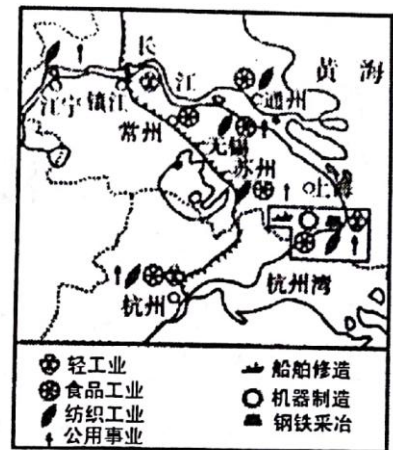 长
江
黄海
江宁
镇江
通州
常州
无锡
苏州
上海
杭州
杭州湾
轻工业
食品工业
纺织工业
公用事业
船舶修造
机器制造
钢铁采冶